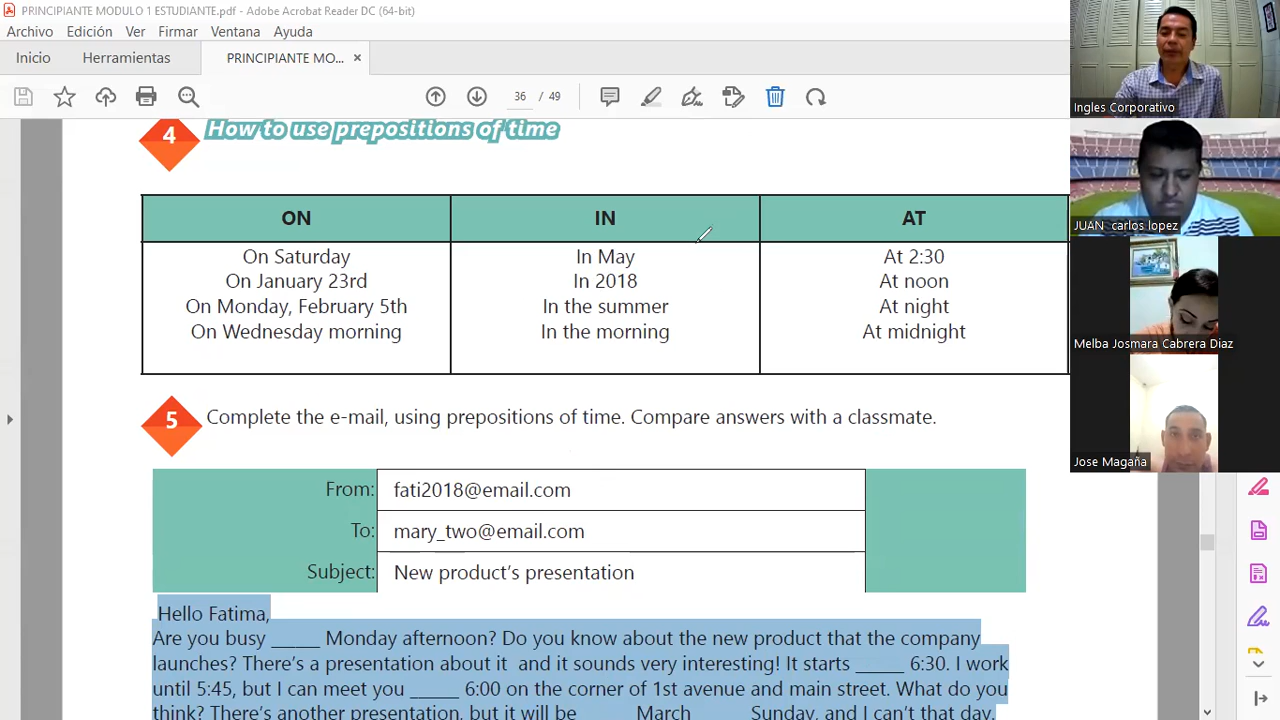 PRINCIPIANTE MODULO 1 ESTUDIANTE.pdf - Adobe Acrobat Reader DC (64-bit)
Archivo Edición Ver Firmar Ventana Ayuda
Inicio Herramientas PRINCIPIANTE MO... ×
36 / 49
4 How to use prepositions of time
ON IN AT
On Saturday In May At 2:30
On January 23rd In 2018 At noon
On Monday, February 5th In the summer At night
On Wednesday morning In the morning At midnight
5 Complete the e-mail, using prepositions of time. Compare answers with a classmate.
From: fati2018@email.com
To: mary_two@email.com
Subject: New product's presentation
Hello Fatima,
Are you busy _____ Monday afternoon? Do you know about the new product that the company
launches? There's a presentation about it and it sounds very interesting! It starts _____ 6:30. I work
until 5:45, but I can meet you _____ 6:00 on the corner of 1st avenue and main street. What do you
think? There's another presentation, but it will be _____ March _____ Sunday, and I can't that day.
Ingles Corporativo
JUAN carlos lopez
Melba Josmara Cabrera Diaz
Jose Magaña